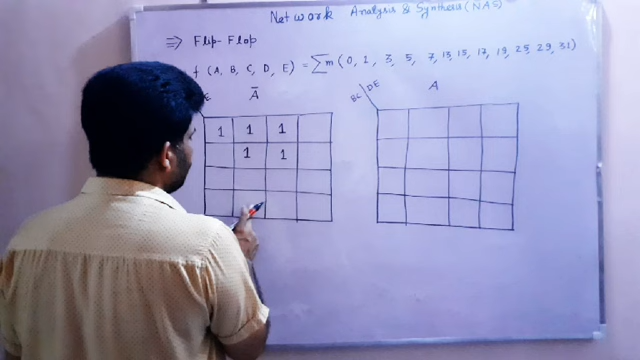 Network Analysis & Synthesis (NAS)
⇒ Flip-Flop
f (A, B, C, D, E) = ∑m (0, 1, 3, 5, 7, 13, 15, 17, 19, 25, 29, 31)
E Ā
BC DE A
1 1 1
1 1